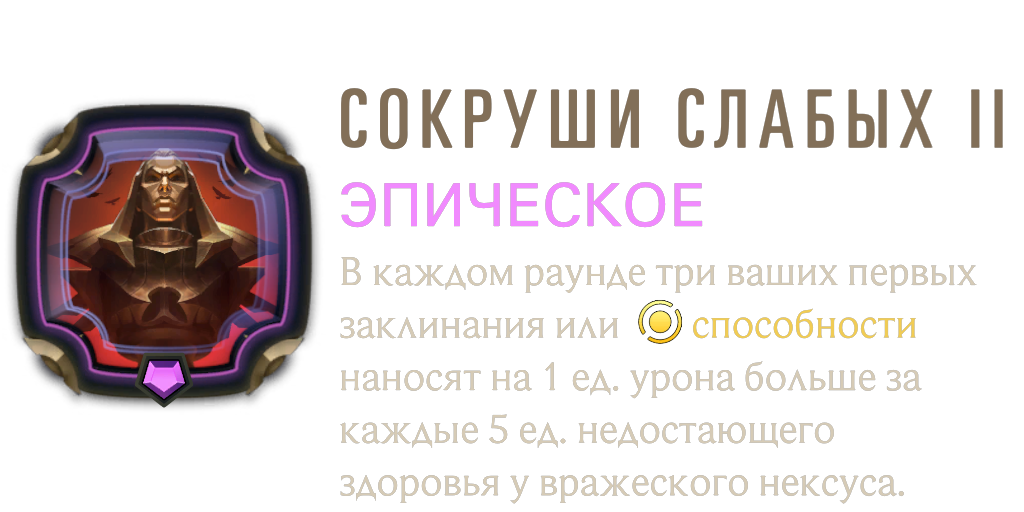 СОКРУШИ СЛАБЫХ II
ЭПИЧЕСКОЕ
В каждом раунде три ваших первых
заклинания или способности
наносят на 1 ед. урона больше за
каждые 5 ед. недостающего
здоровья у вражеского нексуса.